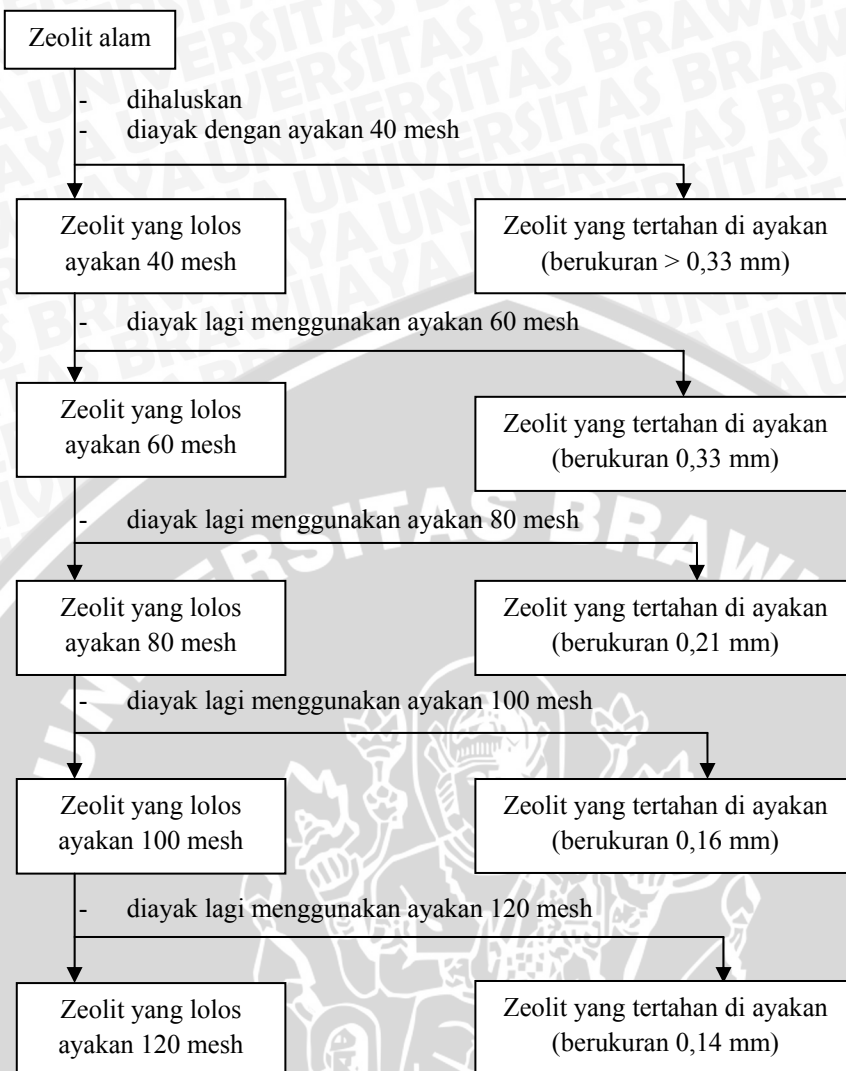 Zeolit alam
- dihaluskan
- diayak dengan ayakan 40 mesh
Zeolit yang lolos
ayakan 40 mesh
Zeolit yang tertahan di ayakan
(berukuran > 0,33 mm)
- diayak lagi menggunakan ayakan 60 mesh
Zeolit yang lolos
ayakan 60 mesh
Zeolit yang tertahan di ayakan
(berukuran 0,33 mm)
- diayak lagi menggunakan ayakan 80 mesh
Zeolit yang lolos
ayakan 80 mesh
Zeolit yang tertahan di ayakan
(berukuran 0,21 mm)
- diayak lagi menggunakan ayakan 100 mesh
Zeolit yang lolos
ayakan 100 mesh
Zeolit yang tertahan di ayakan
(berukuran 0,16 mm)
- diayak lagi menggunakan ayakan 120 mesh
Zeolit yang lolos
ayakan 120 mesh
Zeolit yang tertahan di ayakan
(berukuran 0,14 mm)